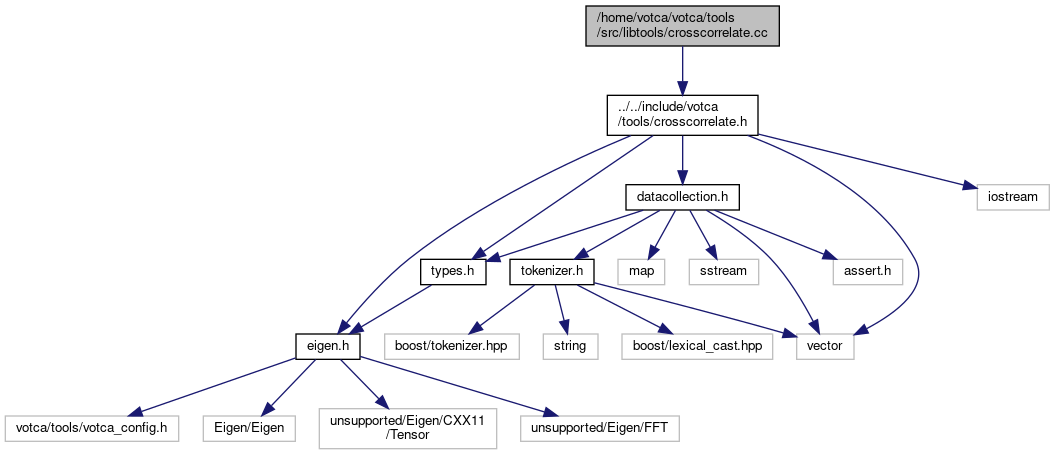 /home/votca/votca/tools
/src/libtools/crosscorrelate.cc
../../include/votca
/tools/crosscorrelate.h
datacollection.h
iostream
types.h
tokenizer.h
map
sstream
assert.h
eigen.h
boost/tokenizer.hpp
string
boost/lexical_cast.hpp
vector
votca/tools/votca_config.h
Eigen/Eigen
unsupported/Eigen/CXX11
/Tensor
unsupported/Eigen/FFT